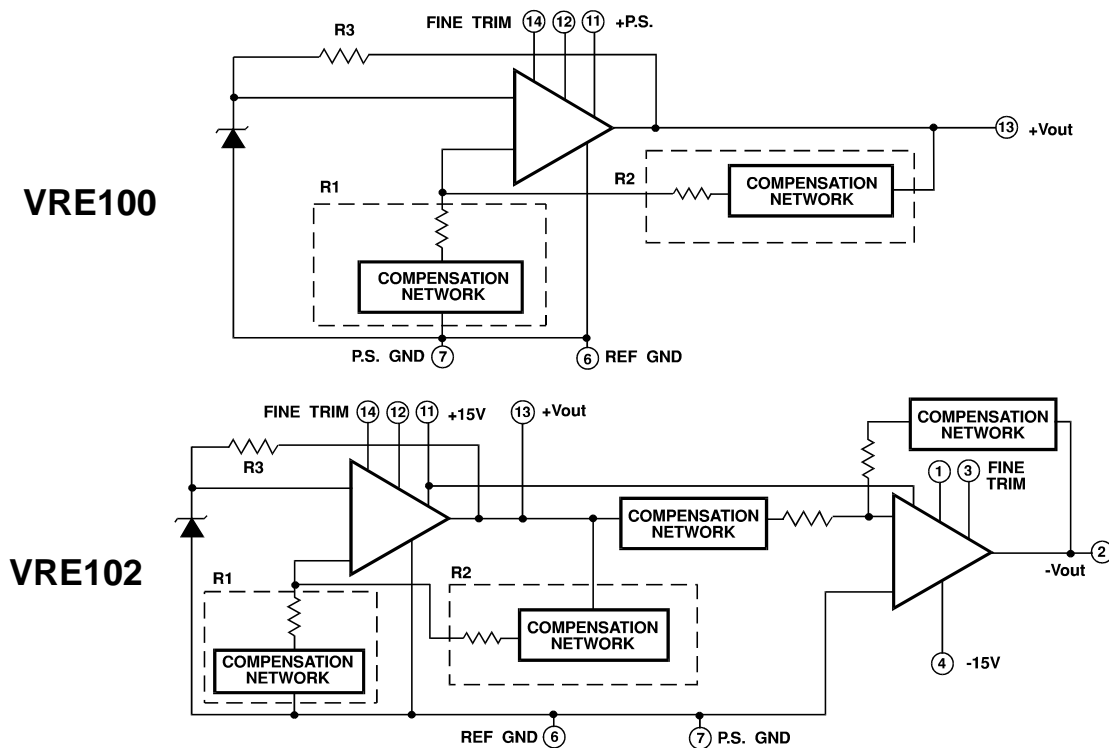 FINE TRIM 14 12 11 +P.S.
R3
13 +Vout
VRE100
R1
R2
COMPENSATION
NETWORK
COMPENSATION
NETWORK
P.S. GND 7
6 REF GND
FINE TRIM 14 12 11 +15V
13 +Vout
COMPENSATION
NETWORK
R3
1 3 FINE
TRIM
COMPENSATION
NETWORK
VRE102
2
-Vout
R1
R2
COMPENSATION
NETWORK
COMPENSATION
NETWORK
4 -15V
REF GND 6
7 P.S. GND